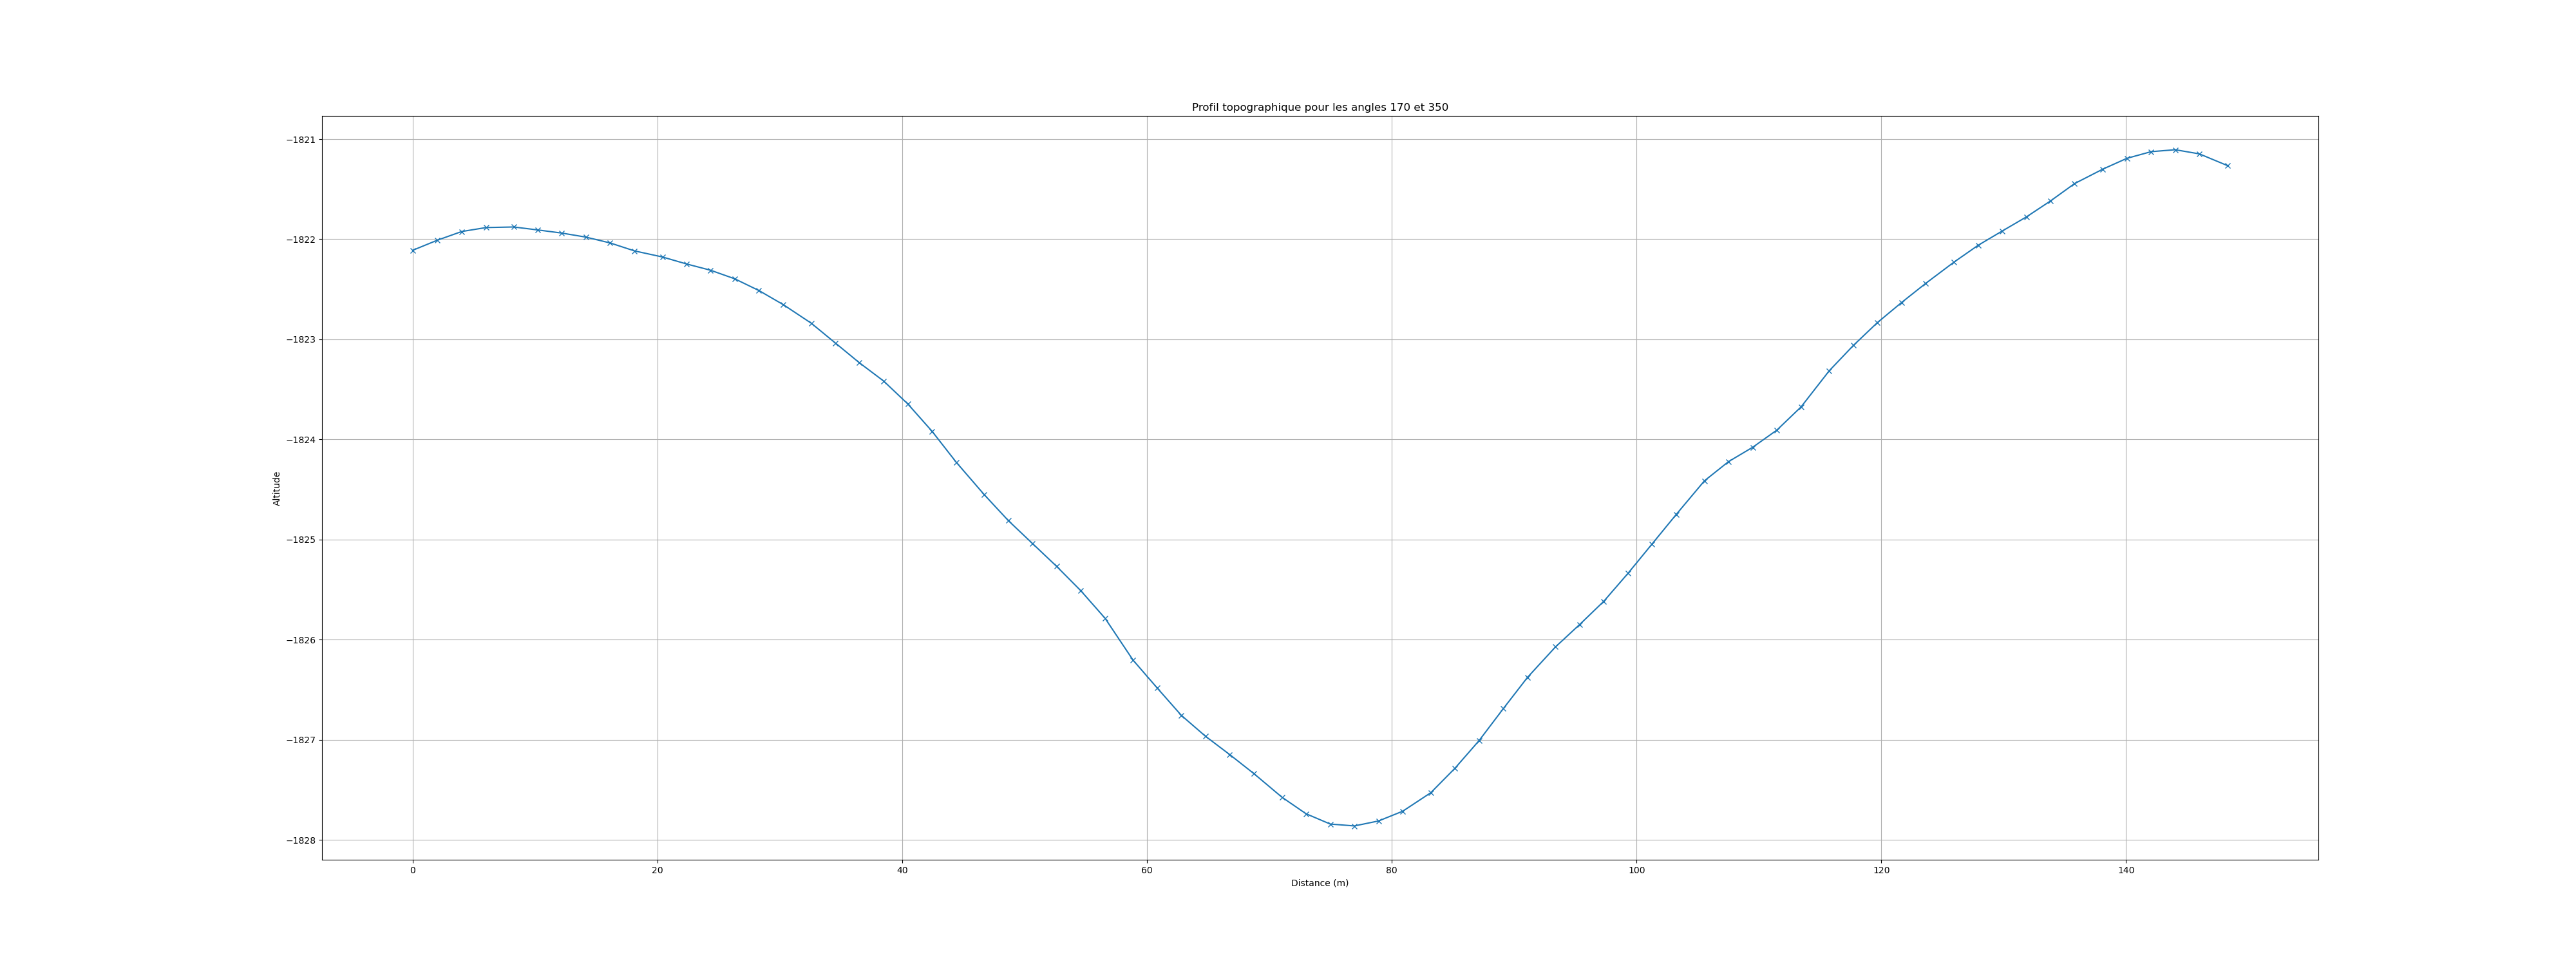 Profil topographique pour les angles 170 et 350
−1821
−1822
−1823
−1824
−1825
−1826
−1827
−1828
Altitude
0 20 40 60 80 100 120 140
Distance (m)